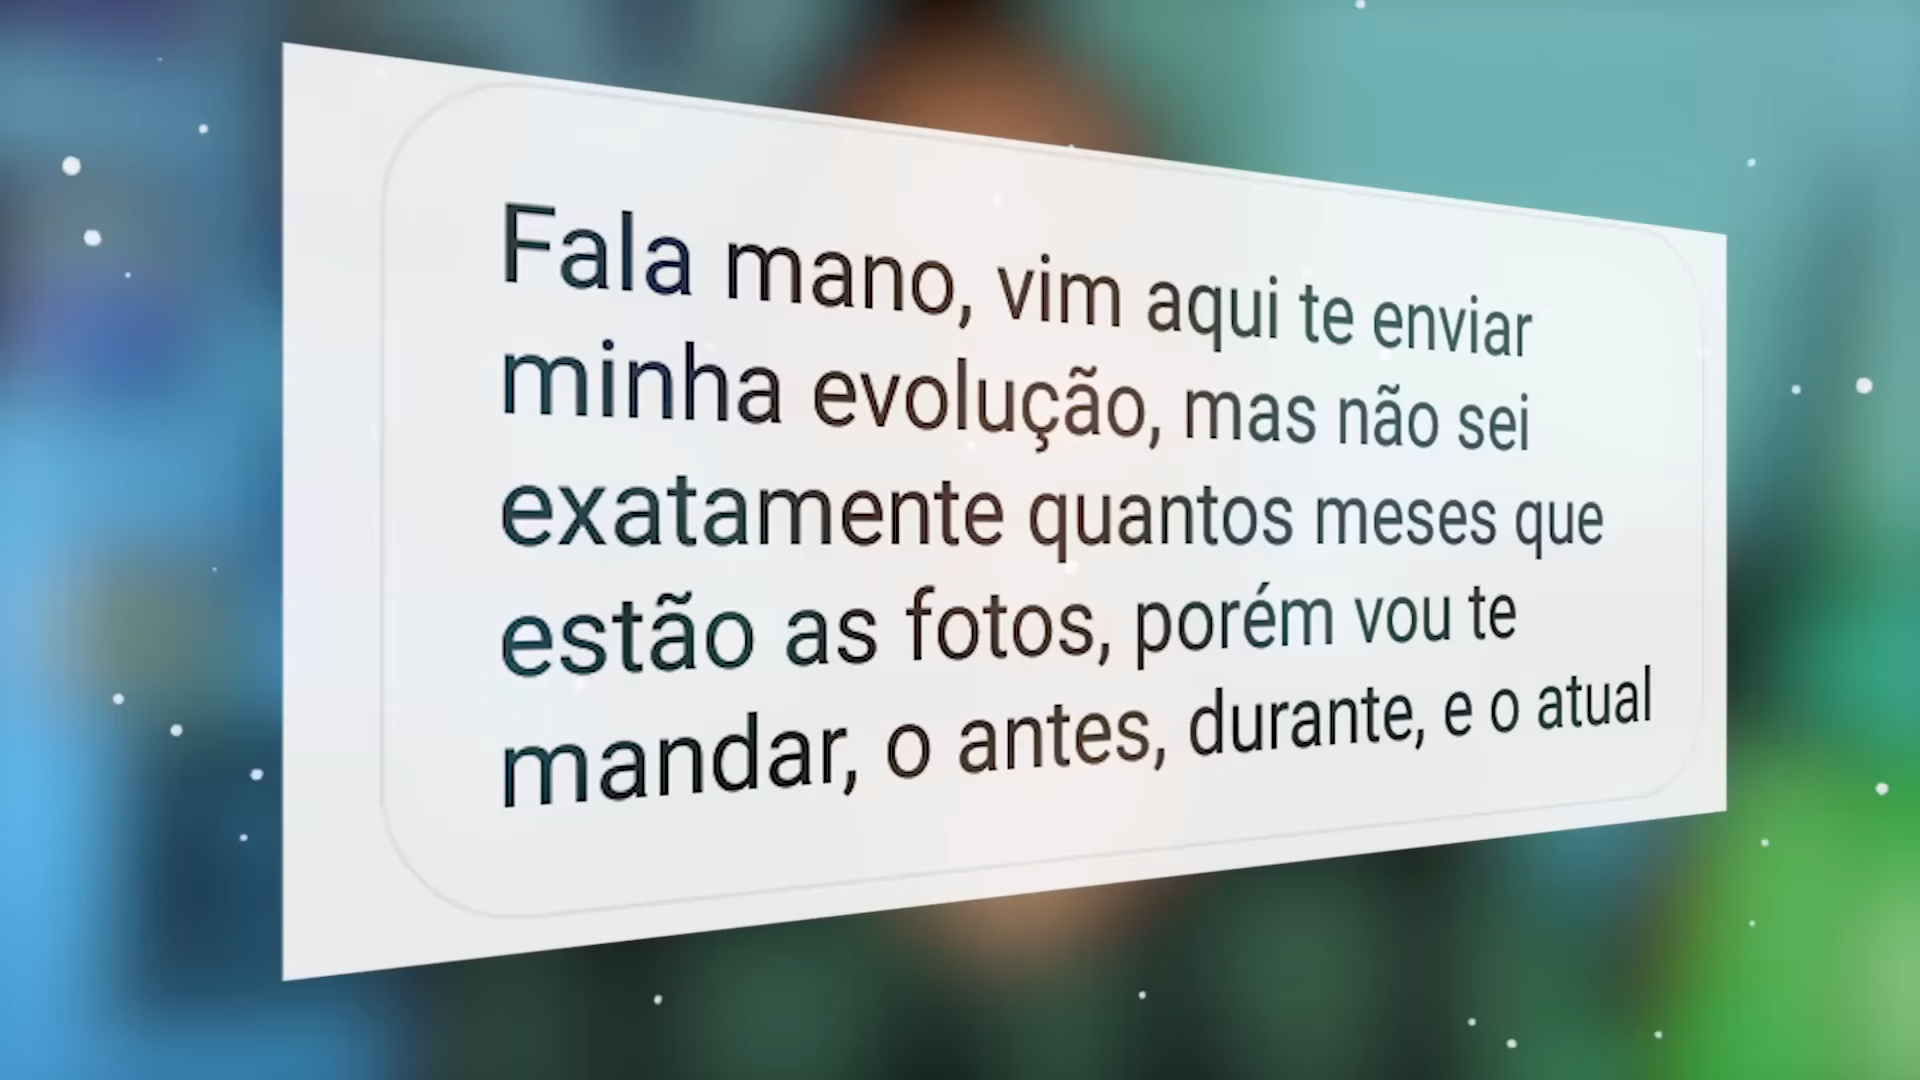 Fala mano, vim aqui te enviar
minha evolução, mas não sei
exatamente quantos meses que
estão as fotos, porém vou te
mandar, o antes, durante, e o atual